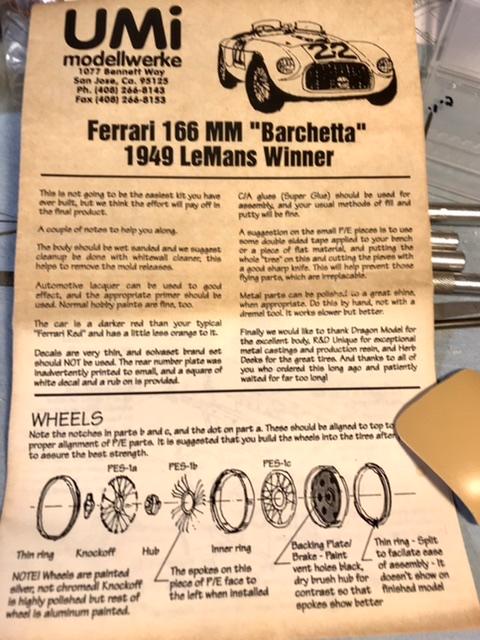 UMi
modellwerke
1077 Bennett Way
San Jose, Ca. 95125
Ph. (408) 266-8143
Fax (408) 266-8153
22
Ferrari 166 MM "Barchetta"
1949 LeMans Winner
This is not going to be the easiest kit you have
ever built, but we think the effort will pay off in
the final product.
A couple of notes to help you along.
The body should be wet sanded and we suggest
cleanup be done with whitewall cleaner, this
helps to remove the mold releases.
Automotive lacquer can be used to good
effect, and the appropriate primer should be
used. Normal hobby paints are fine, too.
The car is a darker red than your typical
"Ferrari Red" and has a little less orange to it.
Decals are very thin, and solvaset brand set
should NOT be used. The rear number plate was
inadvertently printed to small, and a square of
white decal and a rub on is provided.
C/A glues (Super Glue) should be used for
assembly, and your usual methods of fill and
putty will be fine.
A suggestion on the small P/E pieces is to use
some double sided tape applied to your bench
or a piece of flat material, and putting the
whole "tree" on this and cutting the pieces with
a good sharp knife. This will help prevent those
flying parts, which are irreplacable.
Metal parts can be polished to a great shine,
when appropriate. Do this by hand, not with a
dremel tool. It works slower but better.
Finally we would like to thank Dragon Model for
the excellent body, R&D Unique for exceptional
metal castings and production resin, and Herb
Deeks for the great tires. And thanks to all of
you who ordered this long ago and patiently
waited for far too long!
WHEELS
Note the notches in parts b and c, and the dot on part a. These should be aligned to top to
proper alignment of P/E parts. It is suggested that you build the wheels into the tires after
to assure the best strength.
PES-1a
PES-1b
PES-1c
Thin ring
Knockoff
Hub
Inner ring
NOTE! Wheels are painted
silver, not chromed! Knockoff
is highly polished but rest of
wheel is aluminum painted.
The spokes on this
piece of P/E face to
the left when installed
Backing Plate/
Brake - Paint
vent holes black,
dry brush hub for
contrast so that
spokes show better
Thin ring - Split
to faciliate ease
of assembly - it
doesn't show on
finished model